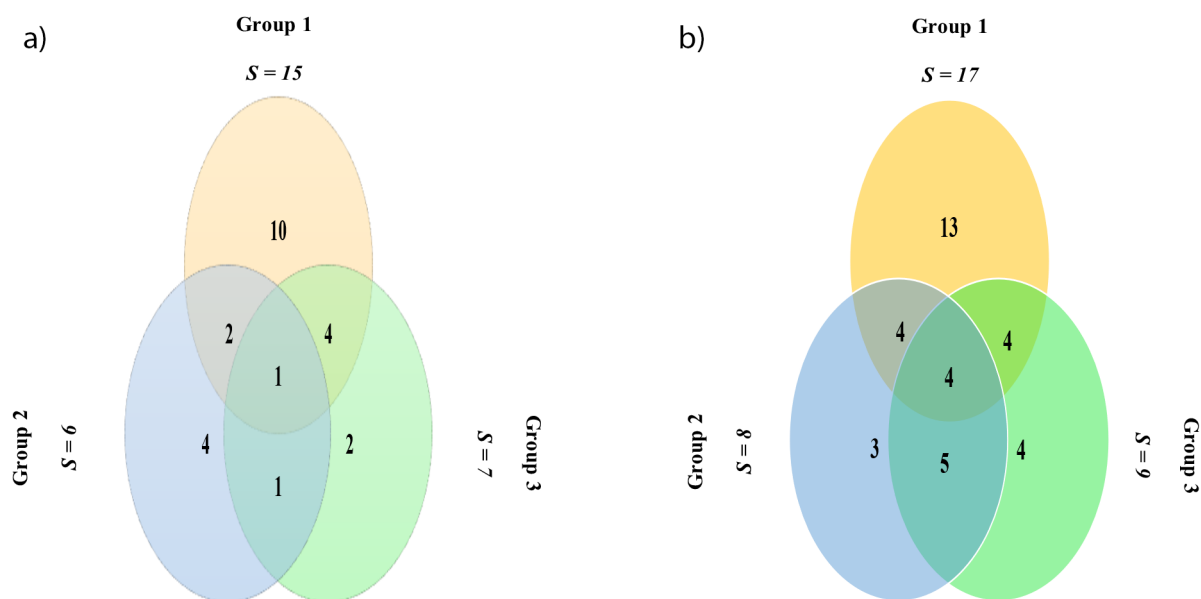 a)
Group 1
S = 15
10
2
4
1
4
2
1
Group 2
S = 6
S = 7
Group 3
b)
Group 1
S = 17
13
4
4
4
3
5
4
Group 2
S = 8
S = 9
Group 3